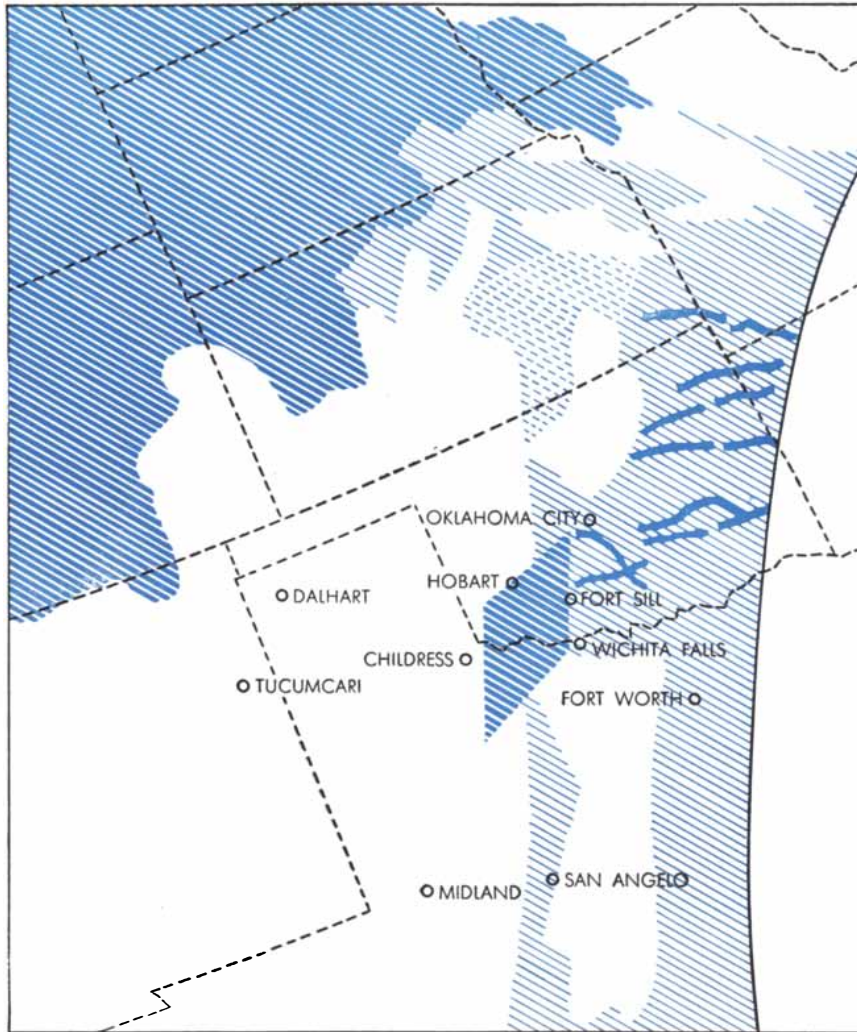 OKLAHOMA CITY
HOBART
DALHART
FORT SILL
WICHITA FALLS
CHILDRESS
TUCUMCARI
FORT WORTH
SAN ANGELO
MIDLAND